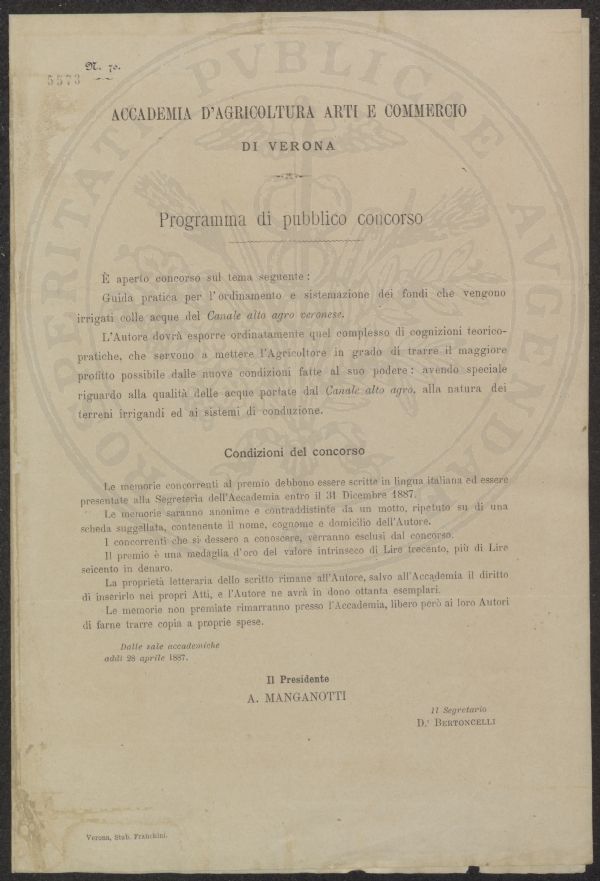 N. 70.
5573
ACCADEMIA D'AGRICOLTURA ARTI E COMMERCIO
DI VERONA
Programma di pubblico concorso
È aperto concorso sul tema seguente:
Guida pratica per l'ordinamento e sistemazione dei fondi che vengono
irrigati colle acque del Canale alto agro veronese.
L'Autore dovrà esporre ordinatamente quel complesso di cognizioni teorico-
pratiche, che servono a mettere l'Agricoltore in grado di trarre il maggiore
profitto possibile dalle nuove condizioni fatte al suo podere: avendo speciale
riguardo alla qualità delle acque portate dal Canale alto agro, alla natura dei
terreni irrigandi ed ai sistemi di conduzione.
Condizioni del concorso
Le memorie concorrenti al premio debbono essere scritte in lingua italiana ed essere
presentate alla Segreteria dell'Accademia entro il 31 Dicembre 1887.
Le memorie saranno anonime e contraddistinte da un motto, ripetuto su di una
scheda suggellata, contenente il nome, cognome e domicilio dell'Autore.
I concorrenti che si dessero a conoscere, verranno esclusi dal concorso.
Il premio è una medaglia d'oro del valore intrinseco di Lire trecento, più di Lire
seicento in denaro.
La proprietà letteraria dello scritto rimane all'Autore, salvo all'Accademia il diritto
di inserirlo nei propri Atti, e l'Autore ne avrà in dono ottanta esemplari.
Le memorie non premiate rimarranno presso l'Accademia, libero però ai loro Autori
di farne trarre copia a proprie spese.
Dalle sale accademiche
addì 28 aprile 1887.
Il Presidente
A. MANGANOTTI
Il Segretario
D.r BERTONCELLI
Verona, Stab. Franchini.
PROSPERITATI PVBLICAE AVGENDAE